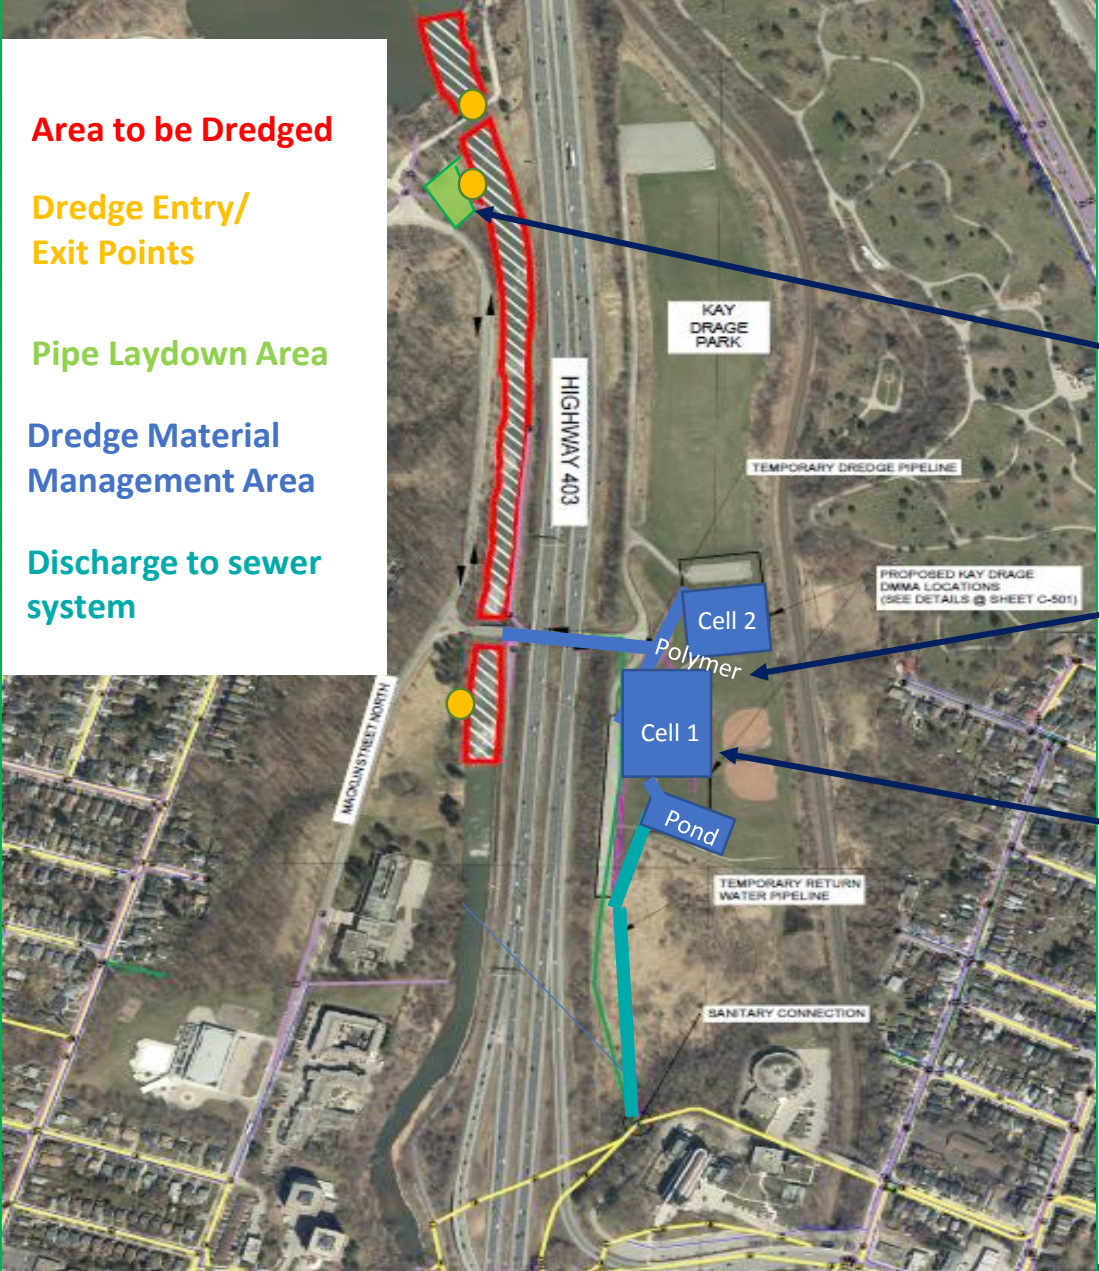 Area to be Dredged
Dredge Entry/
Exit Points
Pipe Laydown Area
Dredge Material
Management Area
Discharge to sewer
system
KAY
DRAGE
PARK
HIGHWAY 403
TEMPORARY DREDGE PIPELINE
PROPOSED KAY DRAGE
DMMA LOCATIONS
(SEE DETAILS @ SHEET C-501)
Cell 2
Polymer
Cell 1
MACKLIN STREET NORTH
Pond
TEMPORARY RETURN
WATER PIPELINE
SANITARY CONNECTION